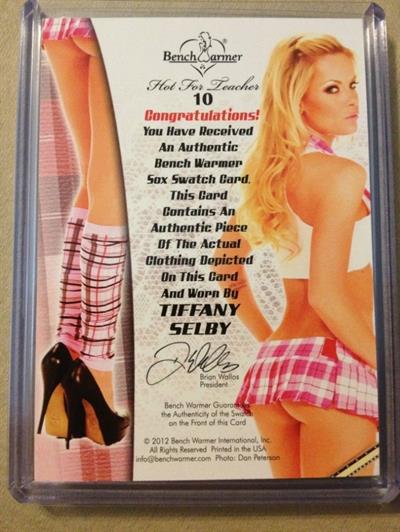 Bench Warmer ®
Hot For Teacher
10
Congratulations!
You Have Received
An Authentic
Bench Warmer
Sox Swatch Card.
This Card
Contains An
Authentic Piece
Of The Actual
Clothing Depicted
On This Card
And Worn By
TIFFANY
SELBY
Brian Wallos
President
Bench Warmer Guarantees
the Authenticity of the Swatch
on the Front of this Card
© 2012 Bench Warmer International, Inc.
All Rights Reserved Printed in the USA
info@benchwarmer.com Photo: Dan Peterson